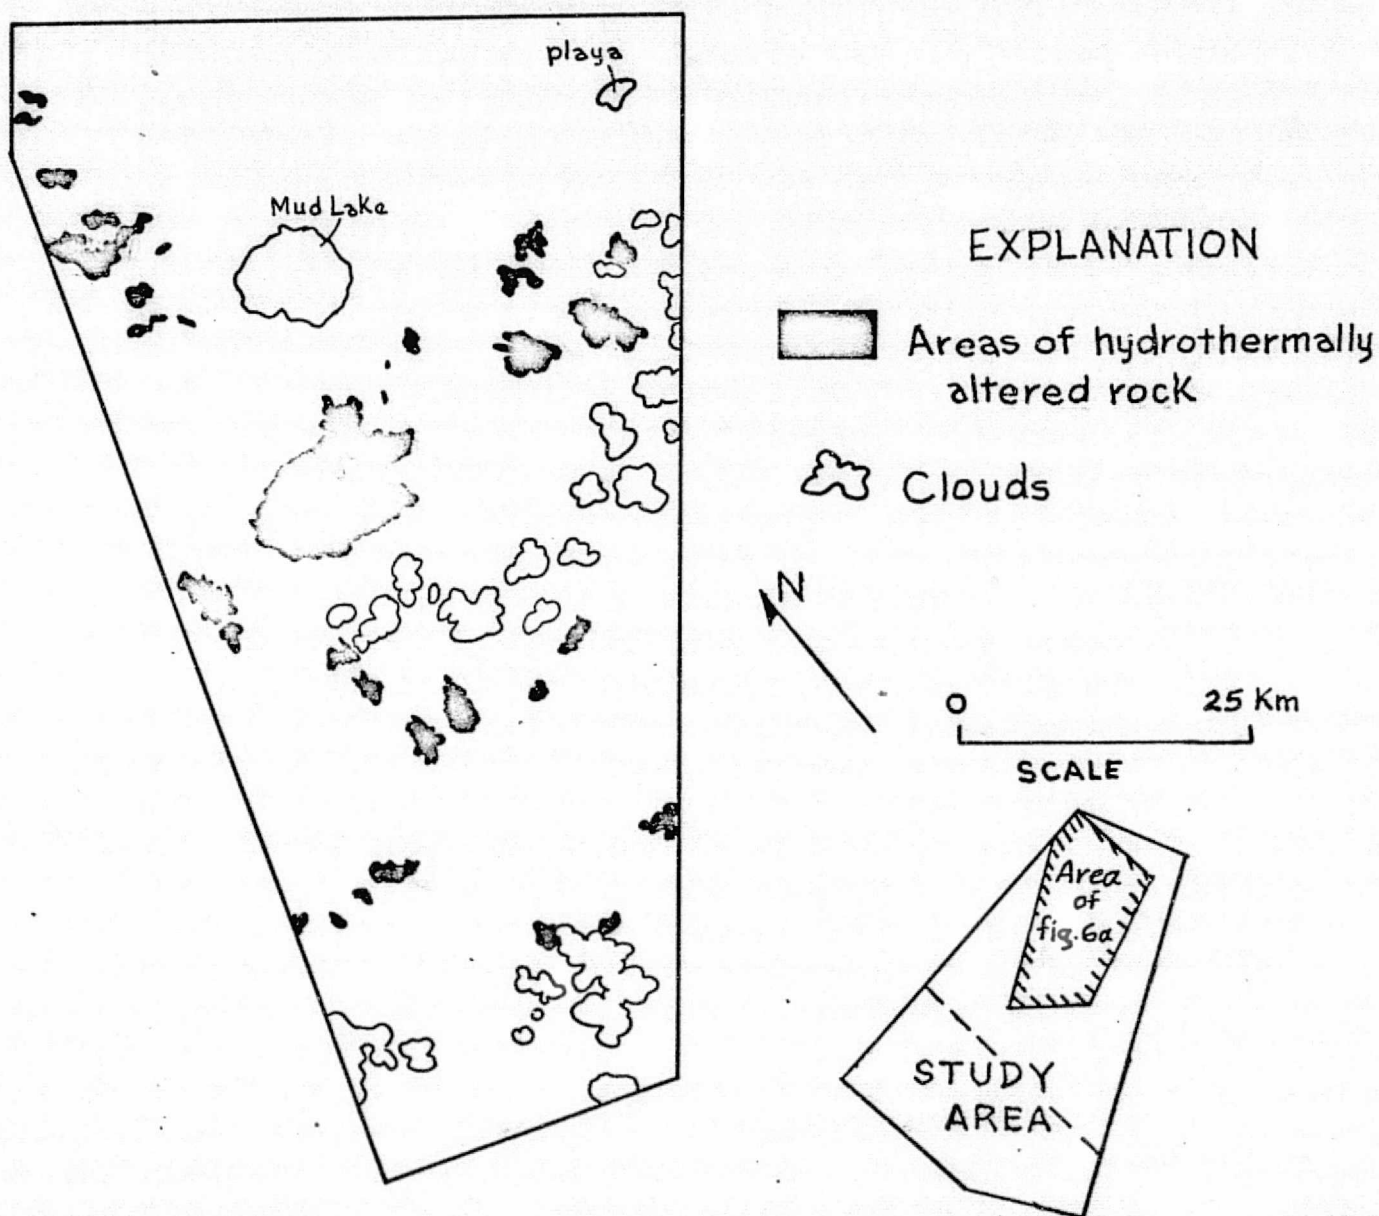 playa
Mud Lake
EXPLANATION
Areas of hydrothermally
altered rock
Clouds
N
0 25 Km
SCALE
Area
of
fig. 6a
STUDY
AREA